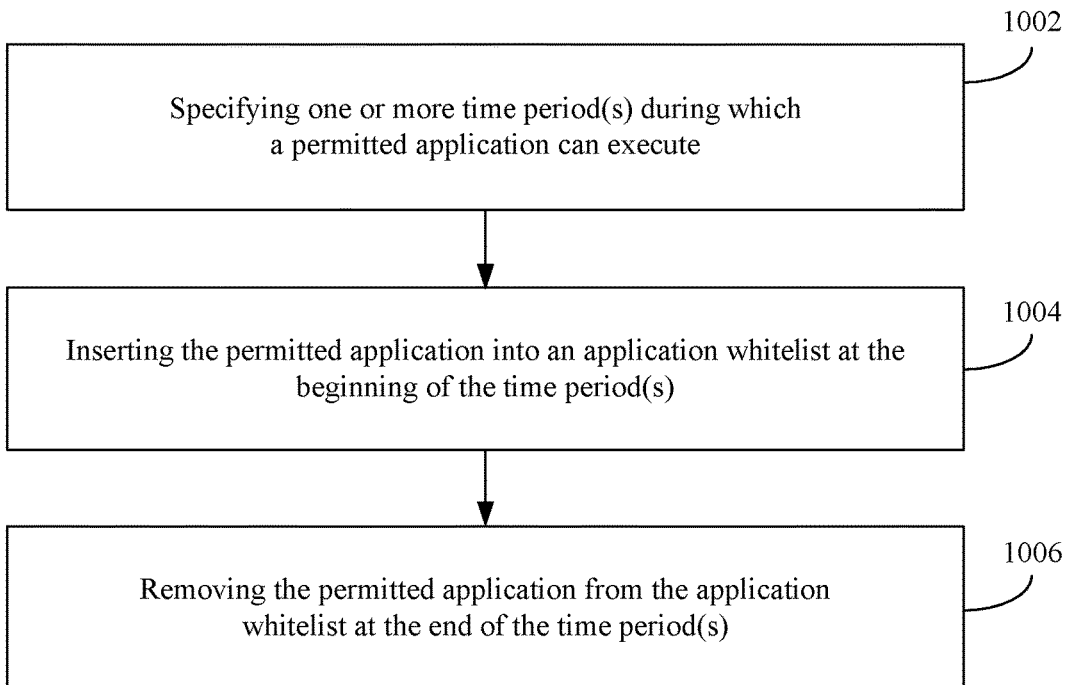 1002
Specifying one or more time period(s) during which
a permitted application can execute
1004
Inserting the permitted application into an application whitelist at the
beginning of the time period(s)
1006
Removing the permitted application from the application
whitelist at the end of the time period(s)